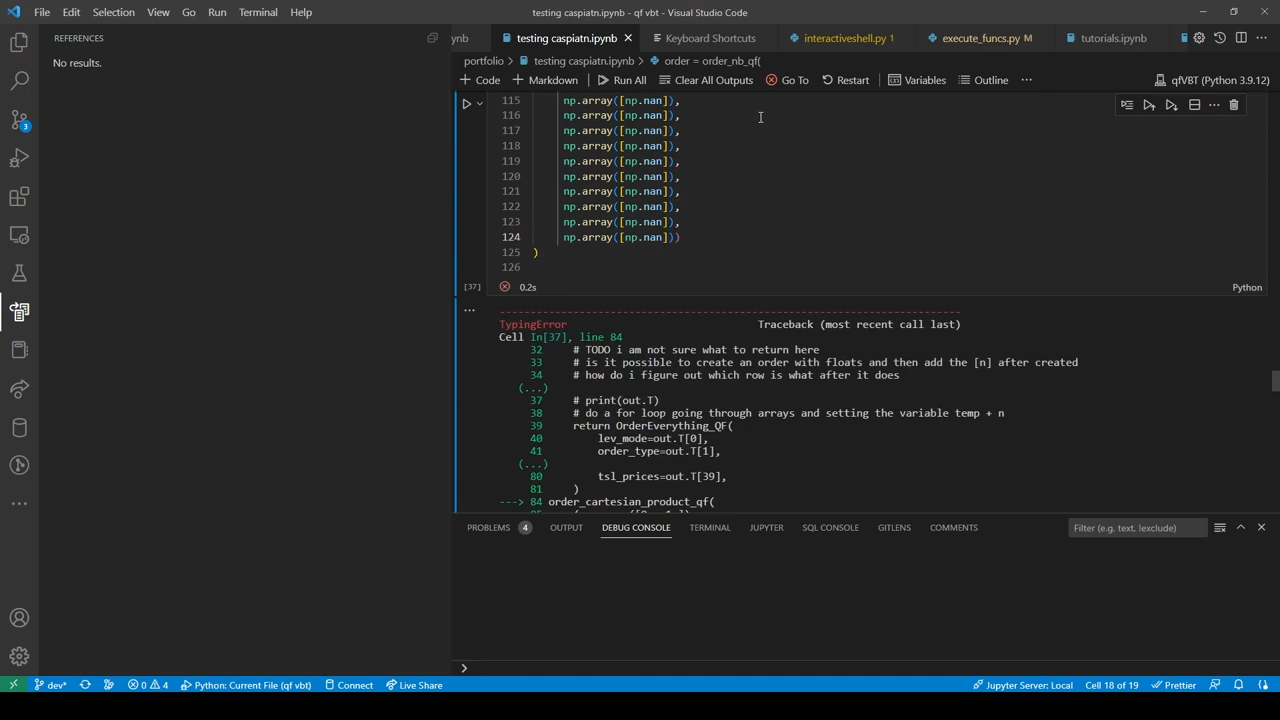 File Edit Selection View Go Run Terminal Help
testing caspiatn.ipynb - qf vbt - Visual Studio Code
REFERENCES
No results.
ynb
testing caspiatn.ipynb
Keyboard Shortcuts
interactiveshell.py 1
execute_funcs.py M
tutorials.ipynb
portfolio > testing caspiatn.ipynb > order = order_nb_qf(
+ Code + Markdown Run All Clear All Outputs Go To Restart Variables Outline ···
qfVBT (Python 3.9.12)
115 np.array([np.nan]),
116 np.array([np.nan]),
117 np.array([np.nan]),
118 np.array([np.nan]),
119 np.array([np.nan]),
120 np.array([np.nan]),
121 np.array([np.nan]),
122 np.array([np.nan]),
123 np.array([np.nan]),
124 np.array([np.nan]))
125 )
126
[37] 0.2s Python
---------------------------------------------------------------------------
TypingError Traceback (most recent call last)
Cell In[37], line 84
32 # TODO i am not sure what to return here
33 # is it possible to create an order with floats and then add the [n] after created
34 # how do i figure out which row is what after it does
(...)
37 # print(out.T)
38 # do a for loop going through arrays and setting the variable temp + n
39 return OrderEverything_QF(
40 lev_mode=out.T[0],
41 order_type=out.T[1],
(...)
80 tsl_prices=out.T[39],
81 )
---> 84 order_cartesian_product_qf(
PROBLEMS 4 OUTPUT DEBUG CONSOLE TERMINAL JUPYTER SQL CONSOLE GITLENS COMMENTS
Filter (e.g. text, !exclude)
3
>
dev* 0 4 Python: Current File (qf vbt) Connect Live Share
Jupyter Server: Local Cell 18 of 19 Prettier